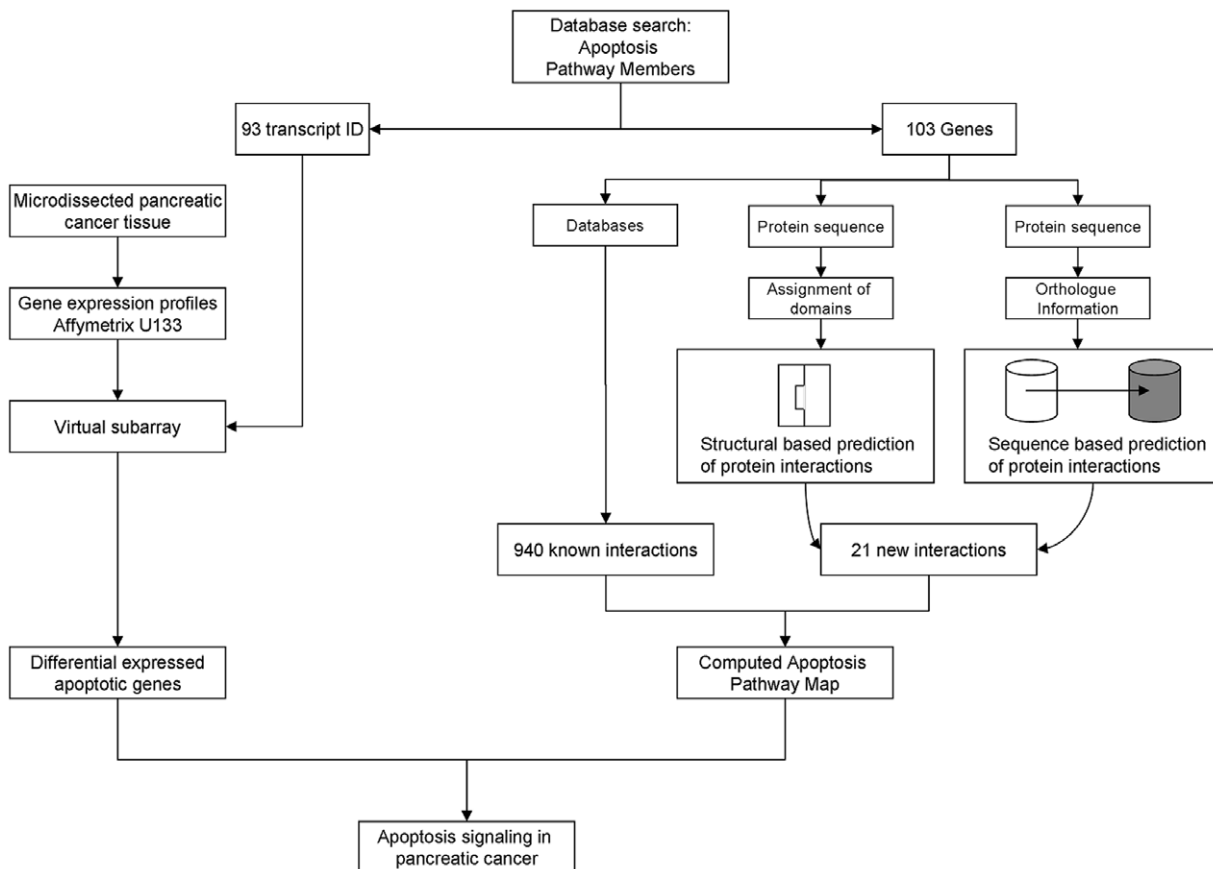 Database search:
Apoptosis
Pathway Members
93 transcript ID
103 Genes
Microdissected pancreatic
cancer tissue
Databases
Protein sequence
Protein sequence
Gene expression profiles
Affymetrix U133
Assignment of
domains
Orthologue
Information
Virtual subarray
Structural based prediction
of protein interactions
Sequence based prediction
of protein interactions
940 known interactions
21 new interactions
Differential expressed
apoptotic genes
Computed Apoptosis
Pathway Map
Apoptosis signaling in
pancreatic cancer